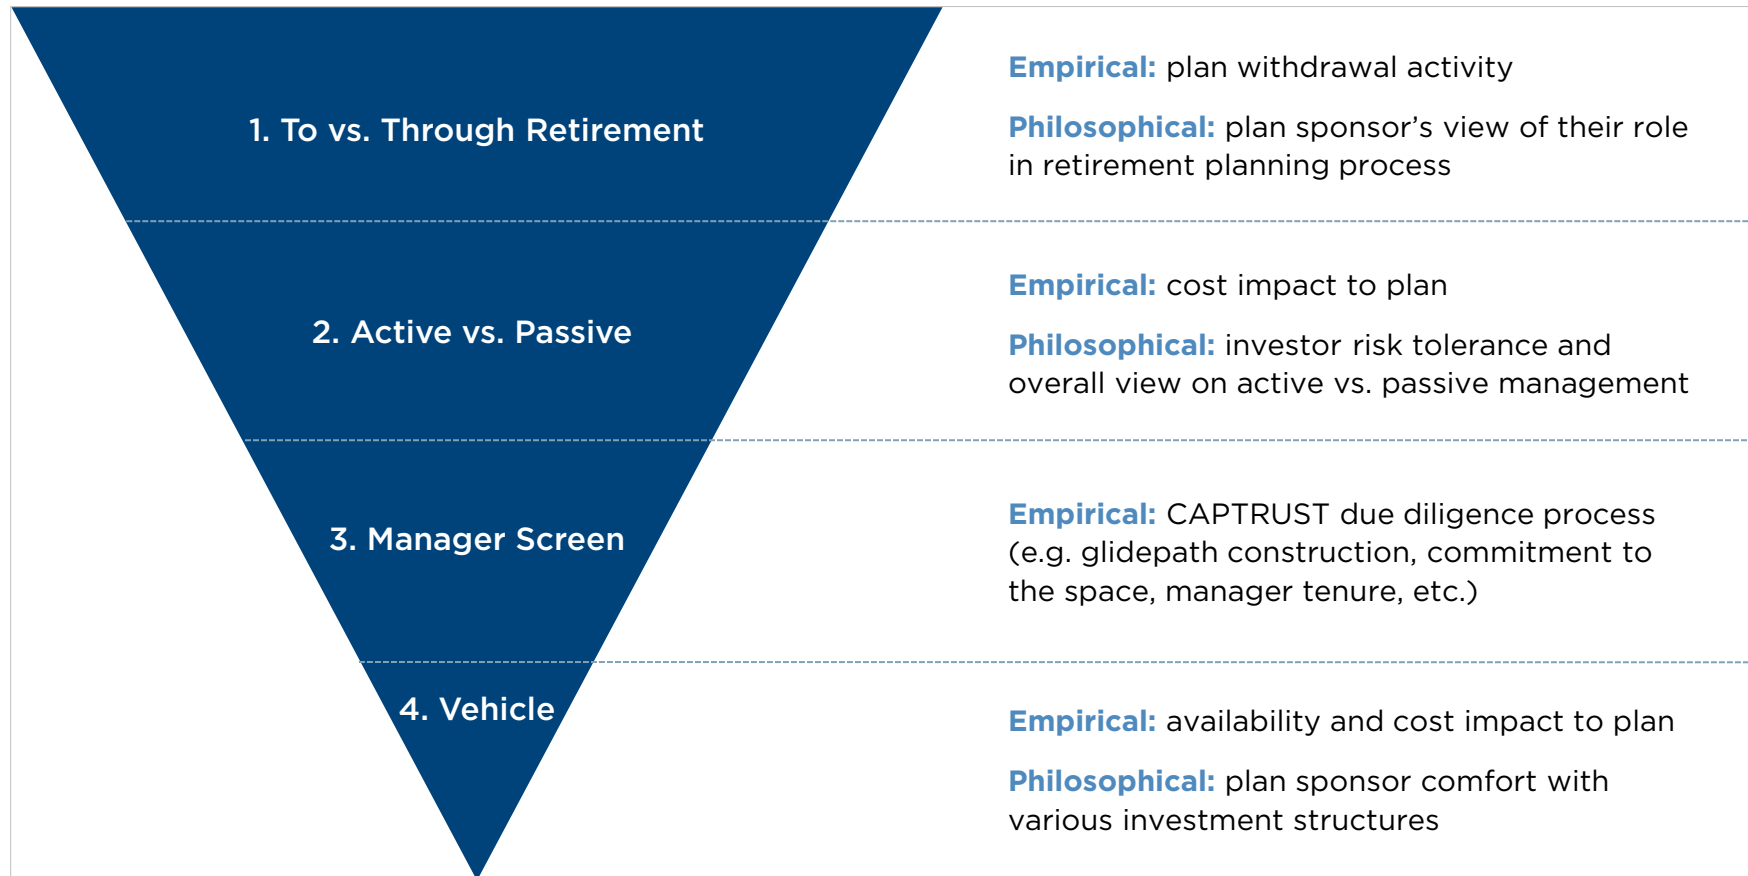 1. To vs. Through Retirement
Empirical: plan withdrawal activity
Philosophical: plan sponsor’s view of their role
in retirement planning process
2. Active vs. Passive
Empirical: cost impact to plan
Philosophical: investor risk tolerance and
overall view on active vs. passive management
3. Manager Screen
Empirical: CAPTRUST due diligence process
(e.g. glidepath construction, commitment to
the space, manager tenure, etc.)
4. Vehicle
Empirical: availability and cost impact to plan
Philosophical: plan sponsor comfort with
various investment structures